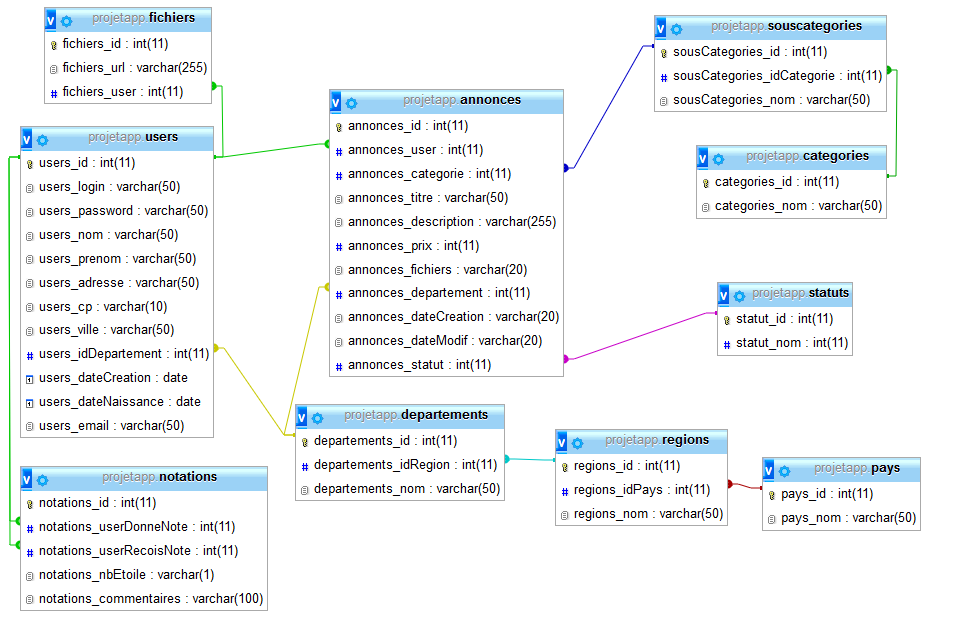 projetapp.fichiers
fichiers_id : int(11)
fichiers_url : varchar(255)
fichiers_user : int(11)
projetapp.users
users_id : int(11)
users_login : varchar(50)
users_password : varchar(50)
users_nom : varchar(50)
users_prenom : varchar(50)
users_adresse : varchar(50)
users_cp : varchar(10)
users_ville : varchar(50)
users_idDepartement : int(11)
users_dateCreation : date
users_dateNaissance : date
users_email : varchar(50)
projetapp.notations
notations_id : int(11)
notations_userDonneNote : int(11)
notations_userRecoisNote : int(11)
notations_nbEtoile : varchar(1)
notations_commentaires : varchar(100)
projetapp.annonces
annonces_id : int(11)
annonces_user : int(11)
annonces_categorie : int(11)
annonces_titre : varchar(50)
annonces_description : varchar(255)
annonces_prix : int(11)
annonces_fichiers : varchar(20)
annonces_departement : int(11)
annonces_dateCreation : varchar(20)
annonces_dateModif : varchar(20)
annonces_statut : int(11)
projetapp.departements
departements_id : int(11)
departements_idRegion : int(11)
departements_nom : varchar(50)
projetapp.souscategories
sousCategories_id : int(11)
sousCategories_idCategorie : int(11)
sousCategories_nom : varchar(50)
projetapp.categories
categories_id : int(11)
categories_nom : varchar(50)
projetapp.statuts
statut_id : int(11)
statut_nom : int(11)
projetapp.regions
regions_id : int(11)
regions_idPays : int(11)
regions_nom : varchar(50)
projetapp.pays
pays_id : int(11)
pays_nom : varchar(50)